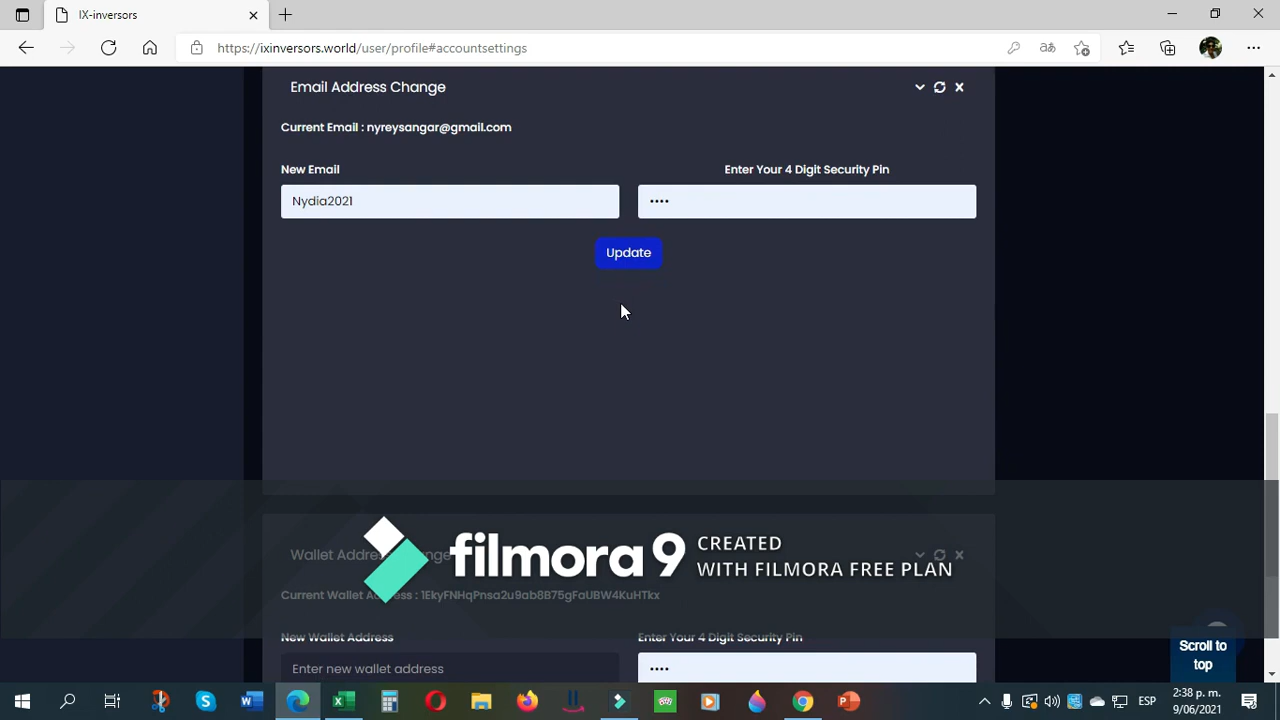 IX-inversors
https://ixinversors.world/user/profile#accountsettings
Email Address Change
Current Email : nyreysangar@gmail.com
New Email
Enter Your 4 Digit Security Pin
Nydia2021
••••
Update
filmora 9 CREATED
WITH FILMORA FREE PLAN
Wallet Address Change
Current Wallet Address : 1EkyFNHqPnsa2u9ab8B75gFaUBW4KuHTkx
New Wallet Address
Enter Your 4 Digit Security Pin
Enter new wallet address
••••
Scroll to
top
ESP
2:38 p. m.
9/06/2021